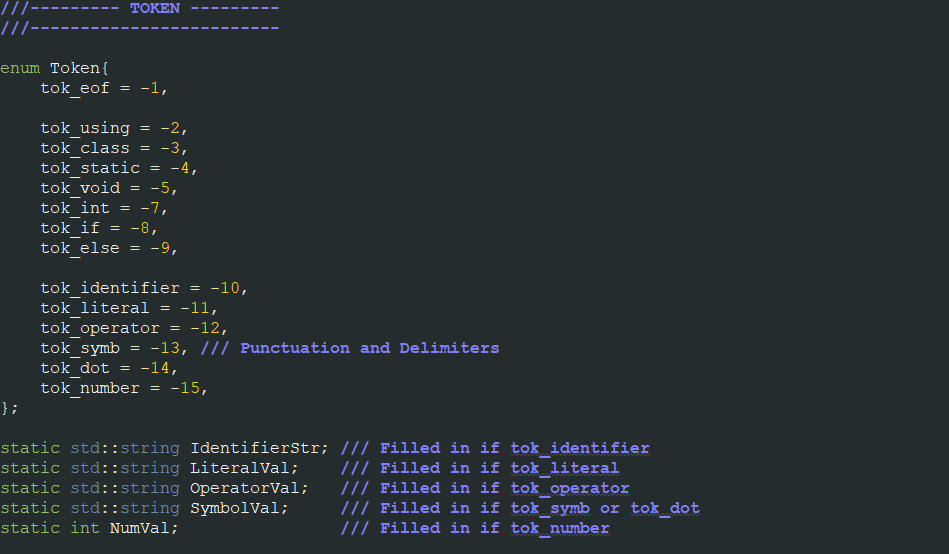 ///--------- TOKEN ---------
///-------------------------
enum Token{
    tok_eof = -1,
    tok_using = -2,
    tok_class = -3,
    tok_static = -4,
    tok_void = -5,
    tok_int = -7,
    tok_if = -8,
    tok_else = -9,
    tok_identifier = -10,
    tok_literal = -11,
    tok_operator = -12,
    tok_symb = -13, /// Punctuation and Delimiters
    tok_dot = -14,
    tok_number = -15,
};
static std::string IdentifierStr; /// Filled in if tok_identifier
static std::string LiteralVal;    /// Filled in if tok_literal
static std::string OperatorVal;   /// Filled in if tok_operator
static std::string SymbolVal;     /// Filled in if tok_symb or tok_dot
static int NumVal;                /// Filled in if tok_number